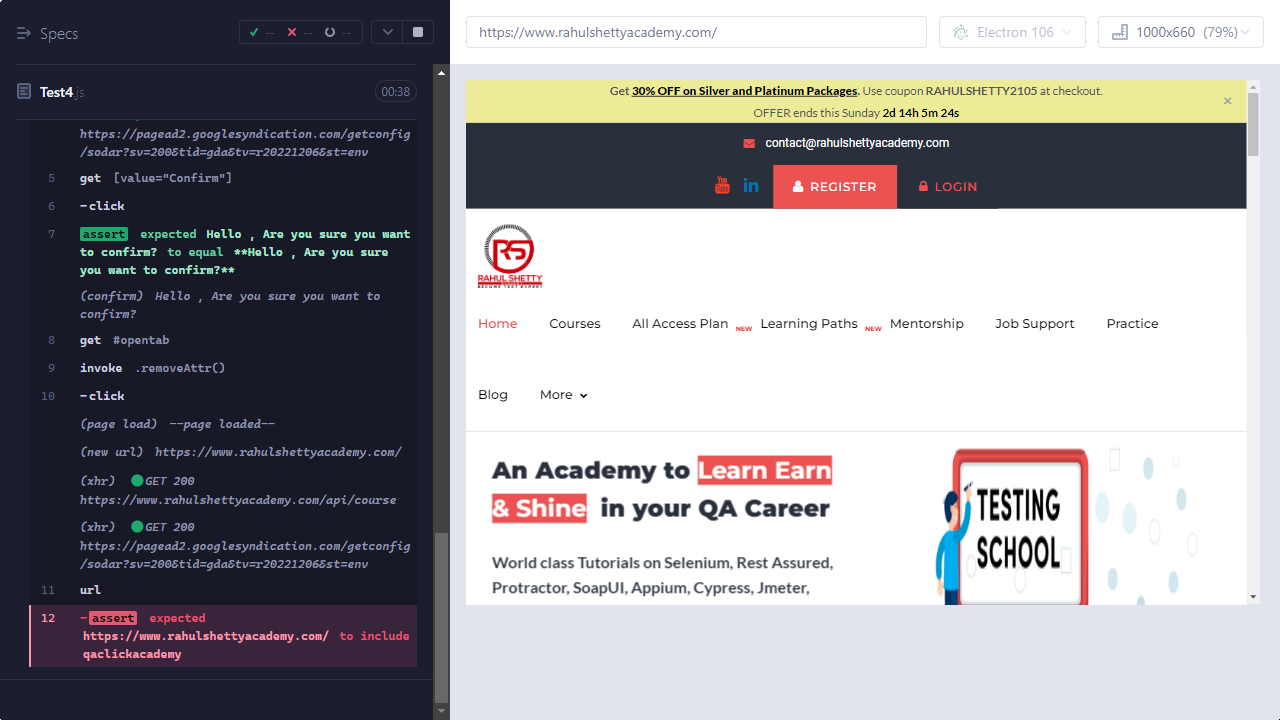 Specs
-- -- --
Test4.js
00:38
https://pagead2.googlesyndication.com/getconfig
/sodar?sv=200&tid=gda&tv=r20221206&st=env
5 get [value="Confirm"]
6 -click
7 assert expected Hello , Are you sure you want
to confirm? to equal **Hello , Are you sure
you want to confirm?**
(confirm) Hello , Are you sure you want to
confirm?
8 get #opentab
9 invoke .removeAttr()
10 -click
(page load) --page loaded--
(new url) https://www.rahulshettyacademy.com/
(xhr) GET 200
https://www.rahulshettyacademy.com/api/course
(xhr) GET 200
https://pagead2.googlesyndication.com/getconfig
/sodar?sv=200&tid=gda&tv=r20221206&st=env
11 url
12 -assert expected
https://www.rahulshettyacademy.com/ to include
qaclickacademy
https://www.rahulshettyacademy.com/
Electron 106
1000x660 (79%)
Get 30% OFF on Silver and Platinum Packages. Use coupon RAHULSHETTY2105 at checkout.
OFFER ends this Sunday 2d 14h 5m 24s
×
contact@rahulshettyacademy.com
You
REGISTER
LOGIN
RS
RAHUL SHETTY
Home Courses All Access Plan NEW Learning Paths NEW Mentorship Job Support Practice
Blog More
An Academy to Learn Earn
& Shine in your QA Career
World class Tutorials on Selenium, Rest Assured,
Protractor, SoapUI, Appium, Cypress, Jmeter,
TESTING
SCHOOL